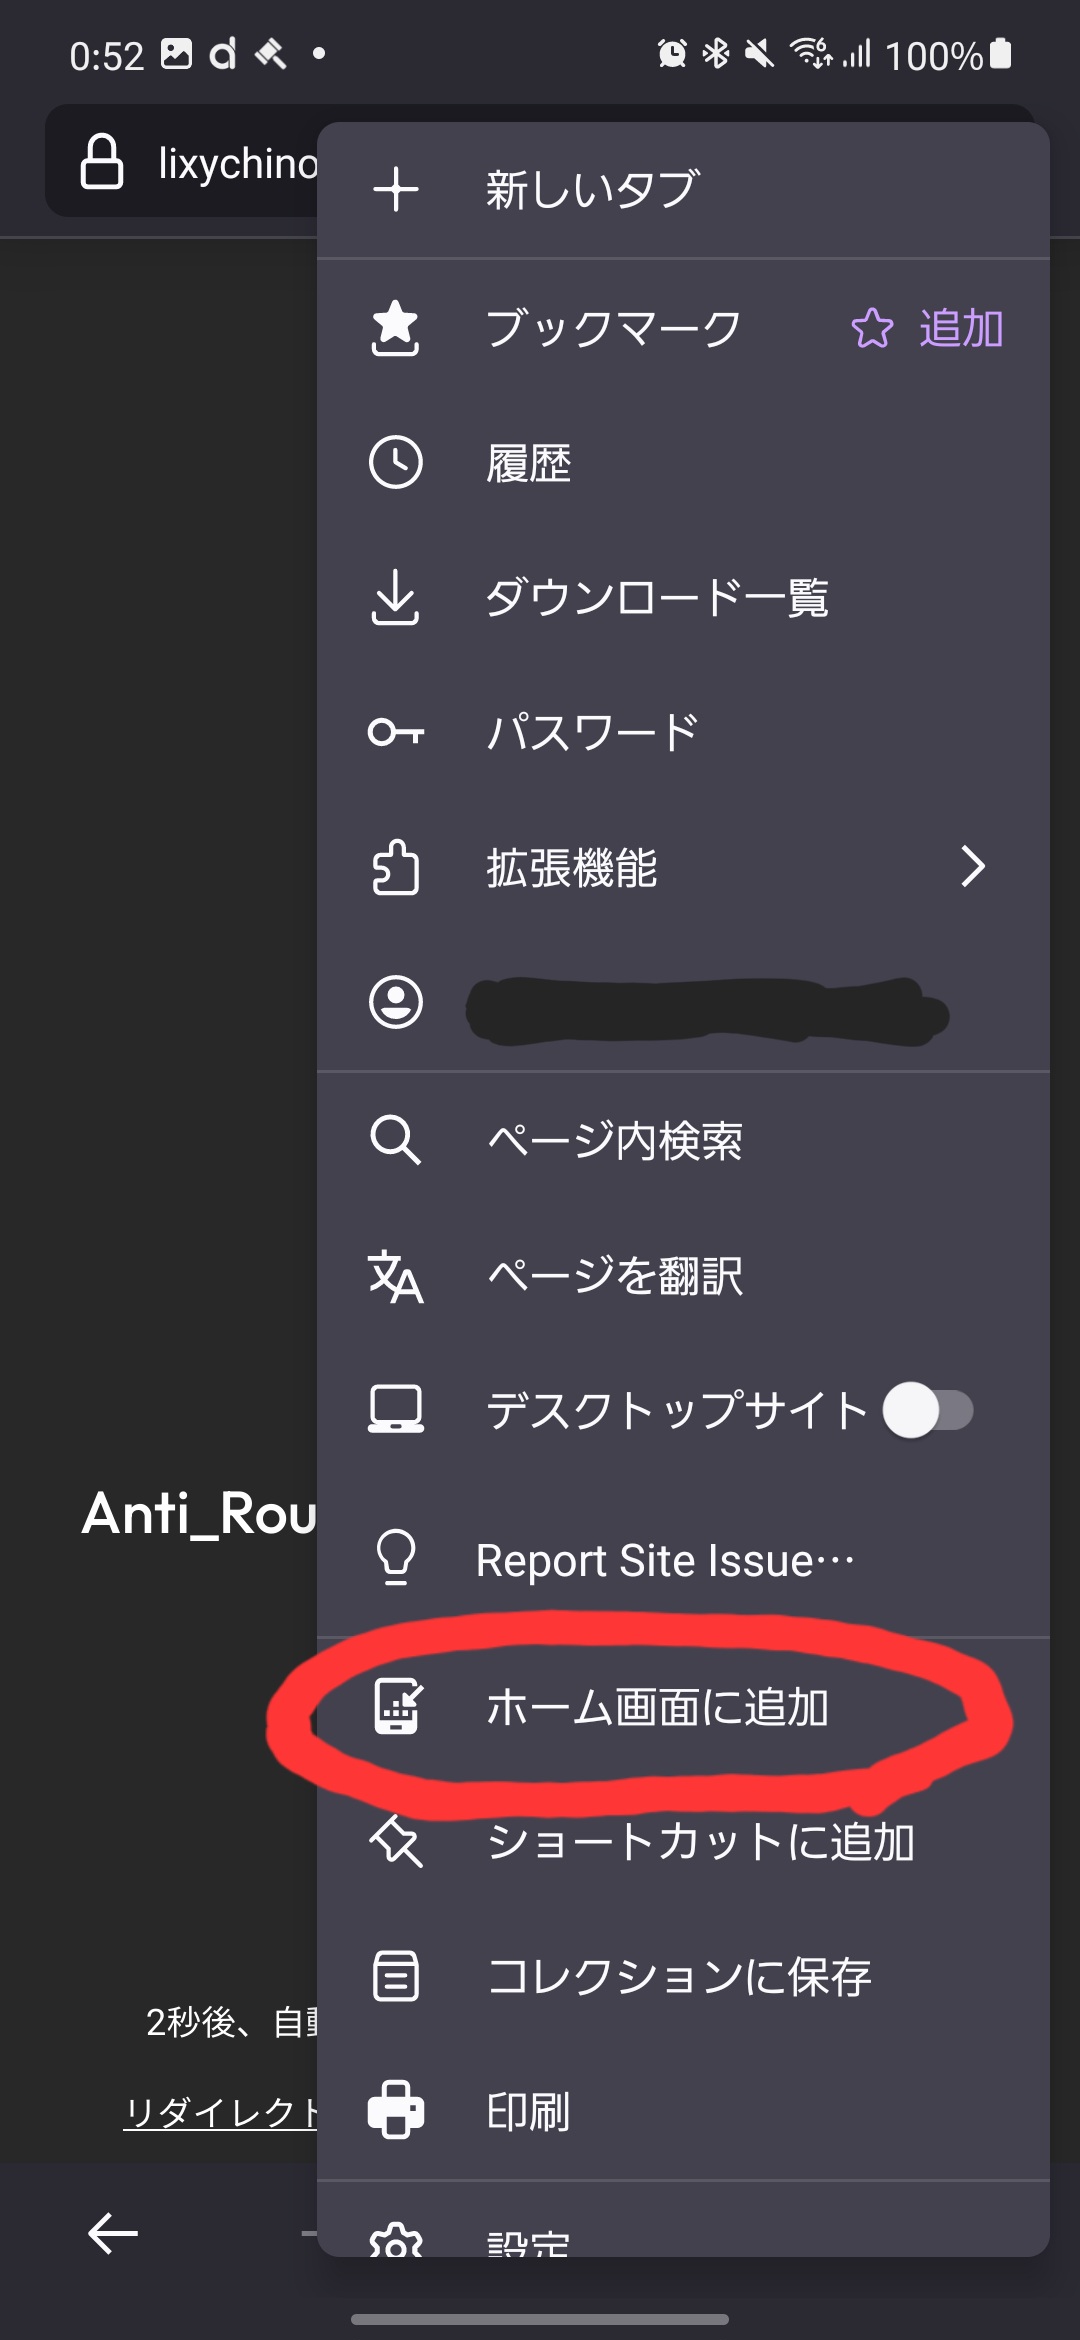 0:52
100%
lixychino
新しいタブ
ブックマーク
追加
履歴
ダウンロード一覧
パスワード
拡張機能
ページ内検索
ページを翻訳
デスクトップサイト
Anti_Rou
Report Site Issue…
ホーム画面に追加
ショートカットに追加
コレクションに保存
2秒後、自動
リダイレクト
印刷
設定